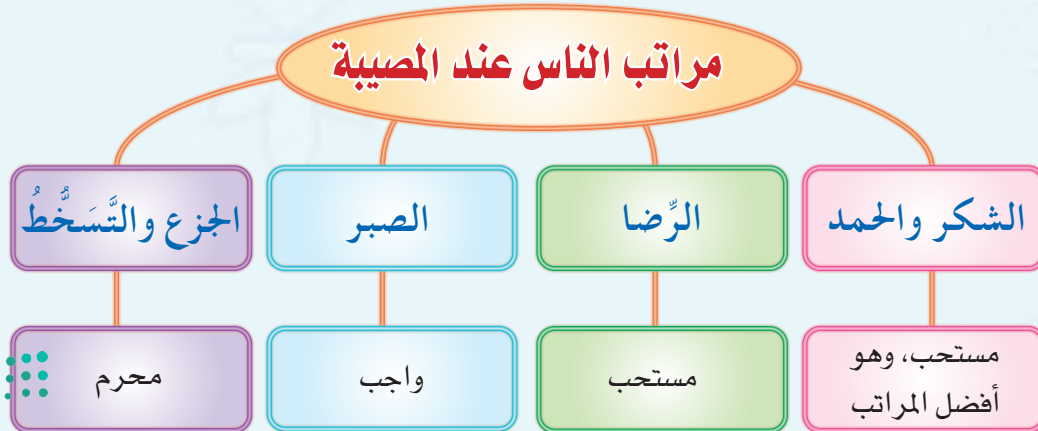 مراتب الناس عند المصيبة
الشكر والحمد
الرِّضا
الصبر
الجزع والتَّسَخُّطُ
مستحب، وهو
أفضل المراتب
مستحب
واجب
محرم